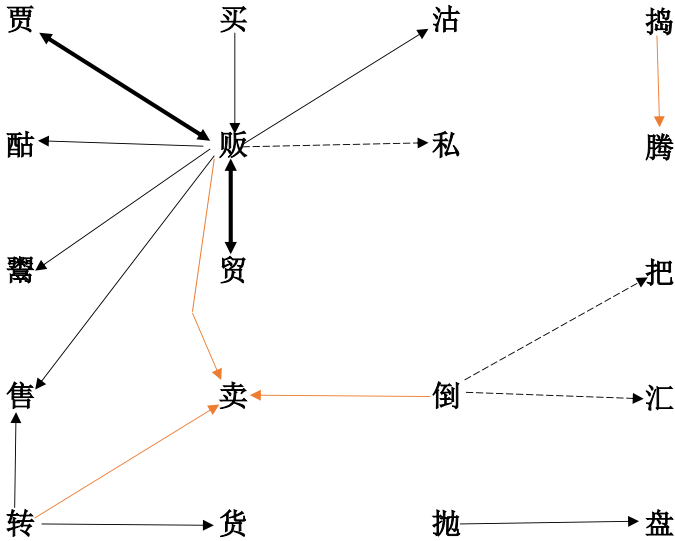 贾 买 沽 捣
酤 贩 私 腾
鬻 贸 把
售 卖 倒 汇
转 货 抛 盘